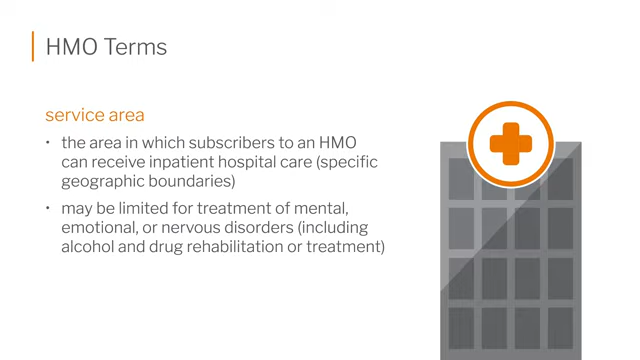 HMO Terms
service area
• the area in which subscribers to an HMO
can receive inpatient hospital care (specific
geographic boundaries)
• may be limited for treatment of mental,
emotional, or nervous disorders (including
alcohol and drug rehabilitation or treatment)